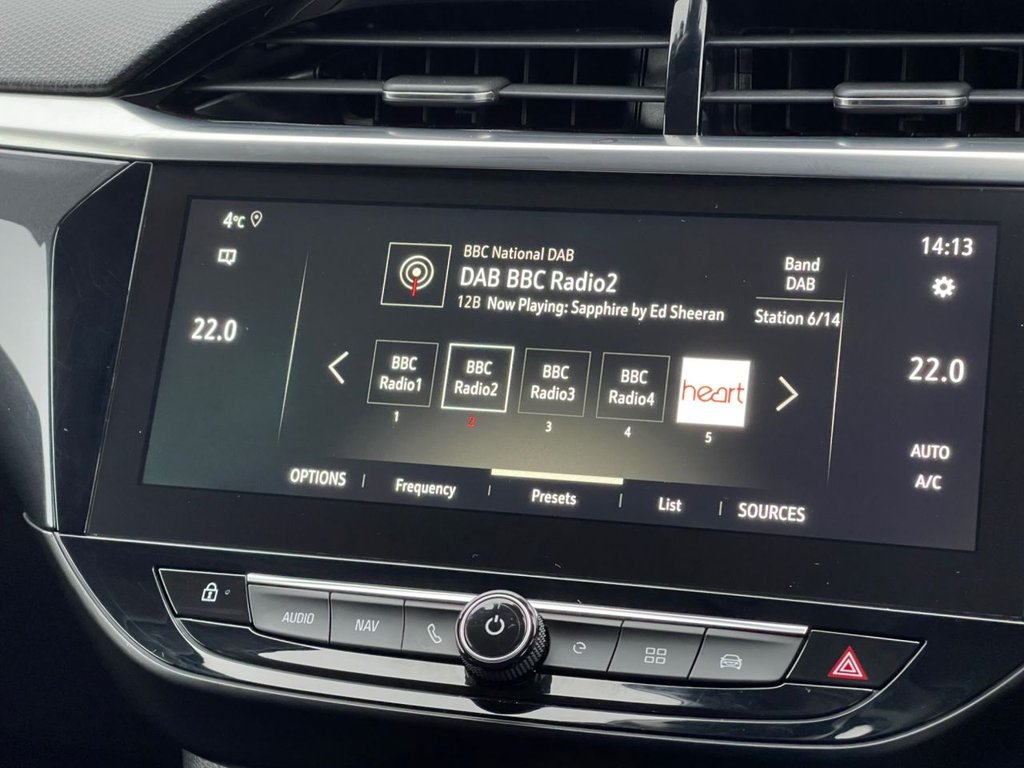 4°C
14:13
BBC National DAB
DAB BBC Radio2
12B Now Playing: Sapphire by Ed Sheeran
Band
DAB
Station 6/14
22.0
22.0
BBC
Radio1
BBC
Radio2
BBC
Radio3
BBC
Radio4
heart
1
2
3
4
5
AUTO
A/C
OPTIONS
Frequency
Presets
List
SOURCES
AUDIO
NAV